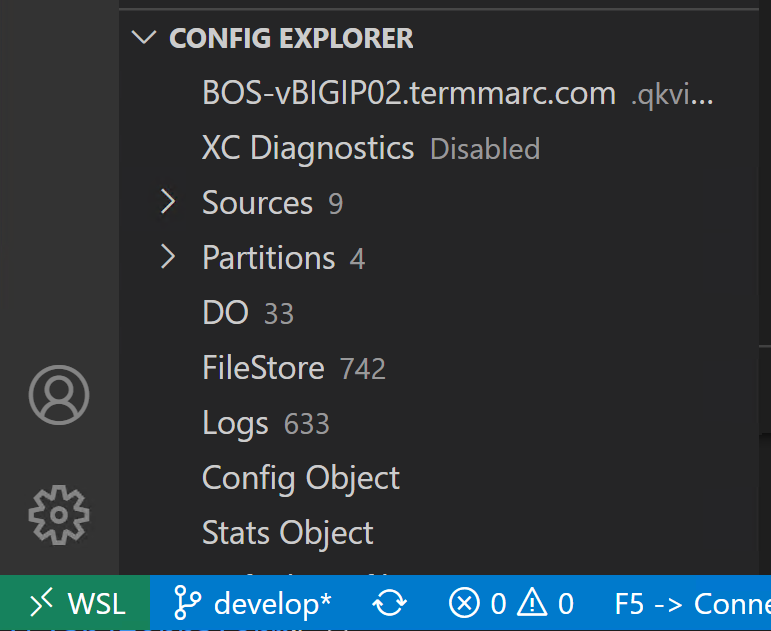 CONFIG EXPLORER
BOS-vBIGIP02.termmarc.com .qkvi...
XC Diagnostics Disabled
Sources 9
Partitions 4
DO 33
FileStore 742
Logs 633
Config Object
Stats Object
WSL develop* 0 0 F5 -> Conne